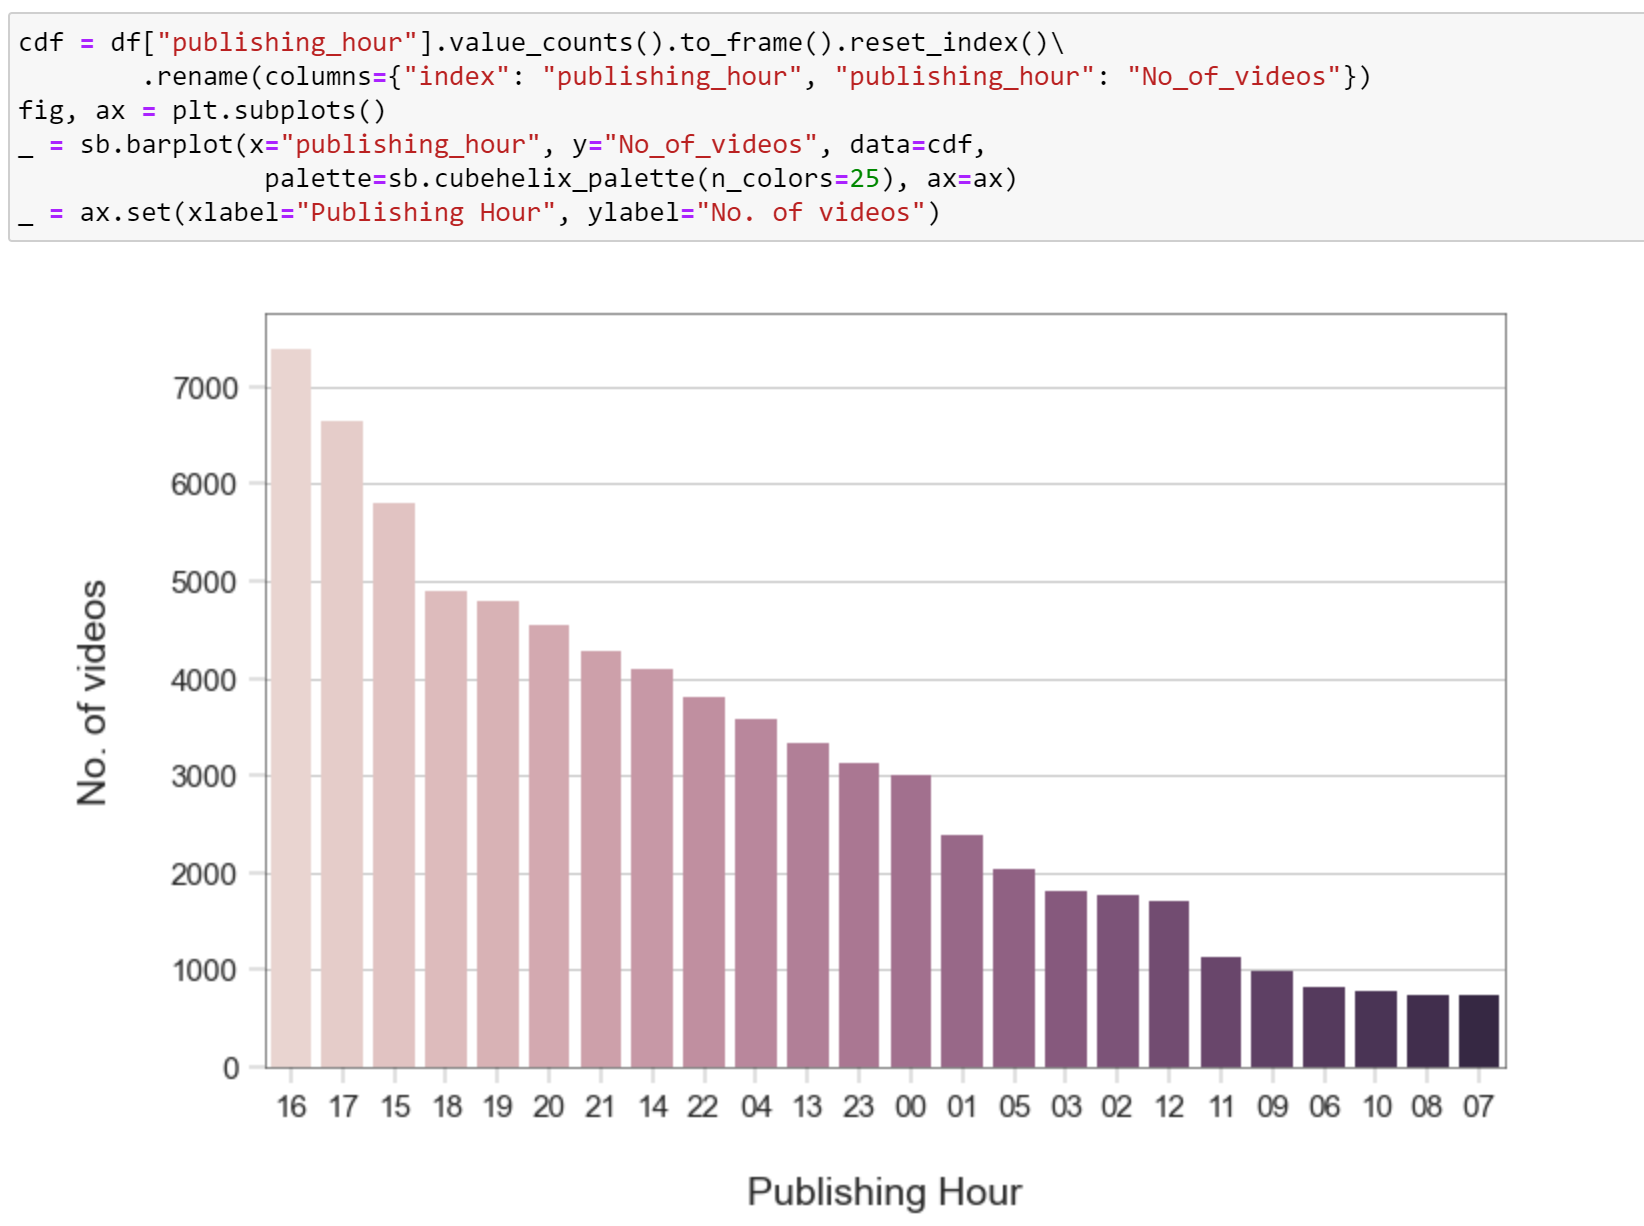 cdf = df["publishing_hour"].value_counts().to_frame().reset_index()\
        .rename(columns={"index": "publishing_hour", "publishing_hour": "No_of_videos"})
fig, ax = plt.subplots()
_ = sb.barplot(x="publishing_hour", y="No_of_videos", data=cdf,
                palette=sb.cubehelix_palette(n_colors=25), ax=ax)
_ = ax.set(xlabel="Publishing Hour", ylabel="No. of videos")
No. of videos
7000
6000
5000
4000
3000
2000
1000
0
16 17 15 18 19 20 21 14 22 04 13 23 00 01 05 03 02 12 11 09 06 10 08 07
Publishing Hour